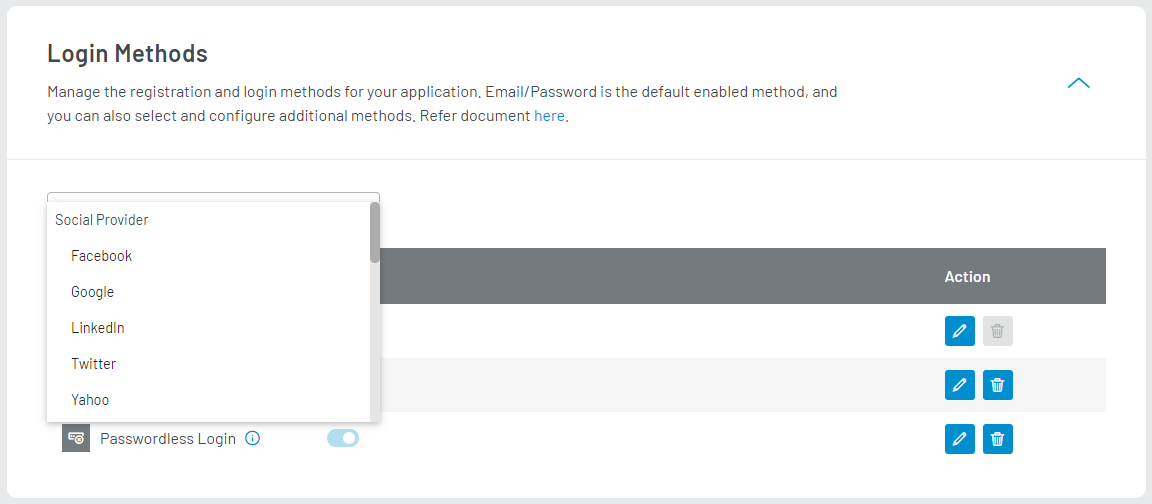 Login Methods
Manage the registration and login methods for your application. Email/Password is the default enabled method, and
you can also select and configure additional methods. Refer document here.
Social Provider
Facebook
Google
LinkedIn
Twitter
Yahoo
Action
Passwordless Login